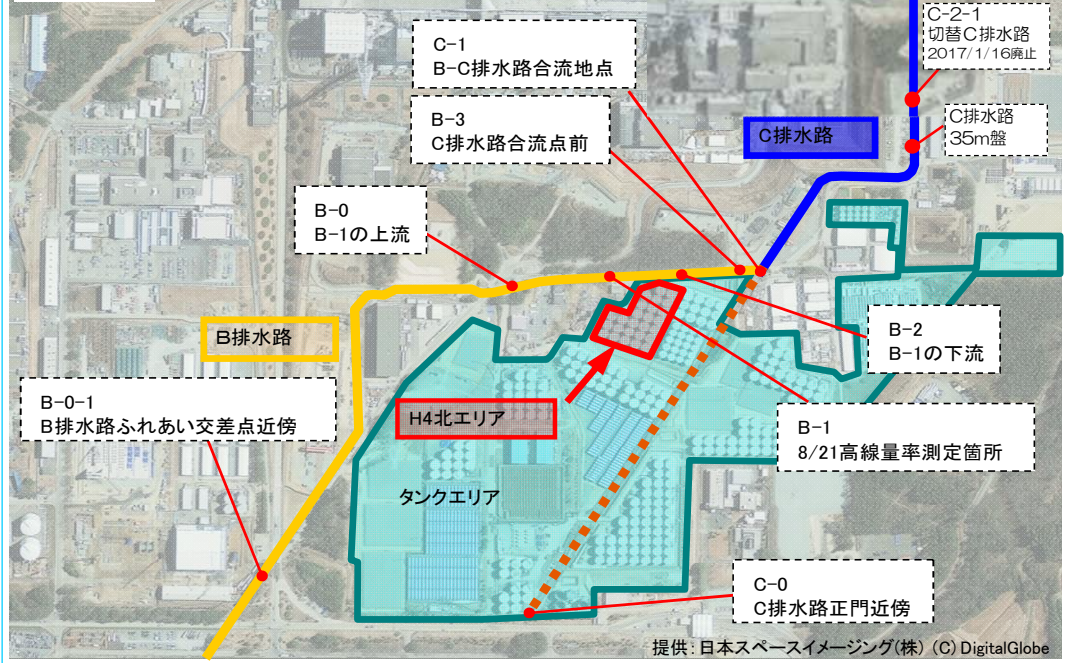 C-1
B-C排水路合流地点
B-3
C排水路合流点前
C-2-1
切替C排水路
2017/1/16廃止
C排水路
35m盤
C排水路
B-0
B-1の上流
B排水路
B-2
B-1の下流
B-0-1
B排水路ふれあい交差点近傍
H4北エリア
B-1
8/21高線量率測定箇所
タンクエリア
C-0
C排水路正門近傍
提供:日本スペースイメージング(株) (C) DigitalGlobe